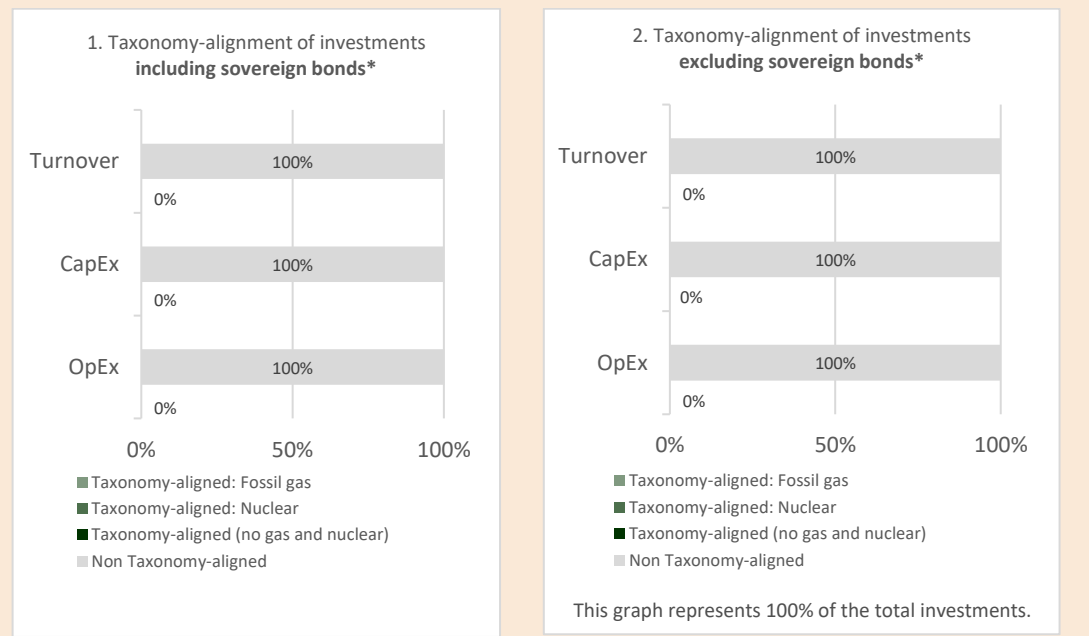 1. Taxonomy-alignment of investments
including sovereign bonds*
Turnover
100%
0%
CapEx
100%
0%
OpEx
100%
0%
0%
50%
100%
Taxonomy-aligned: Fossil gas
Taxonomy-aligned: Nuclear
Taxonomy-aligned (no gas and nuclear)
Non Taxonomy-aligned
2. Taxonomy-alignment of investments
excluding sovereign bonds*
Turnover
100%
0%
CapEx
100%
0%
OpEx
100%
0%
0%
50%
100%
Taxonomy-aligned: Fossil gas
Taxonomy-aligned: Nuclear
Taxonomy-aligned (no gas and nuclear)
Non Taxonomy-aligned
This graph represents 100% of the total investments.